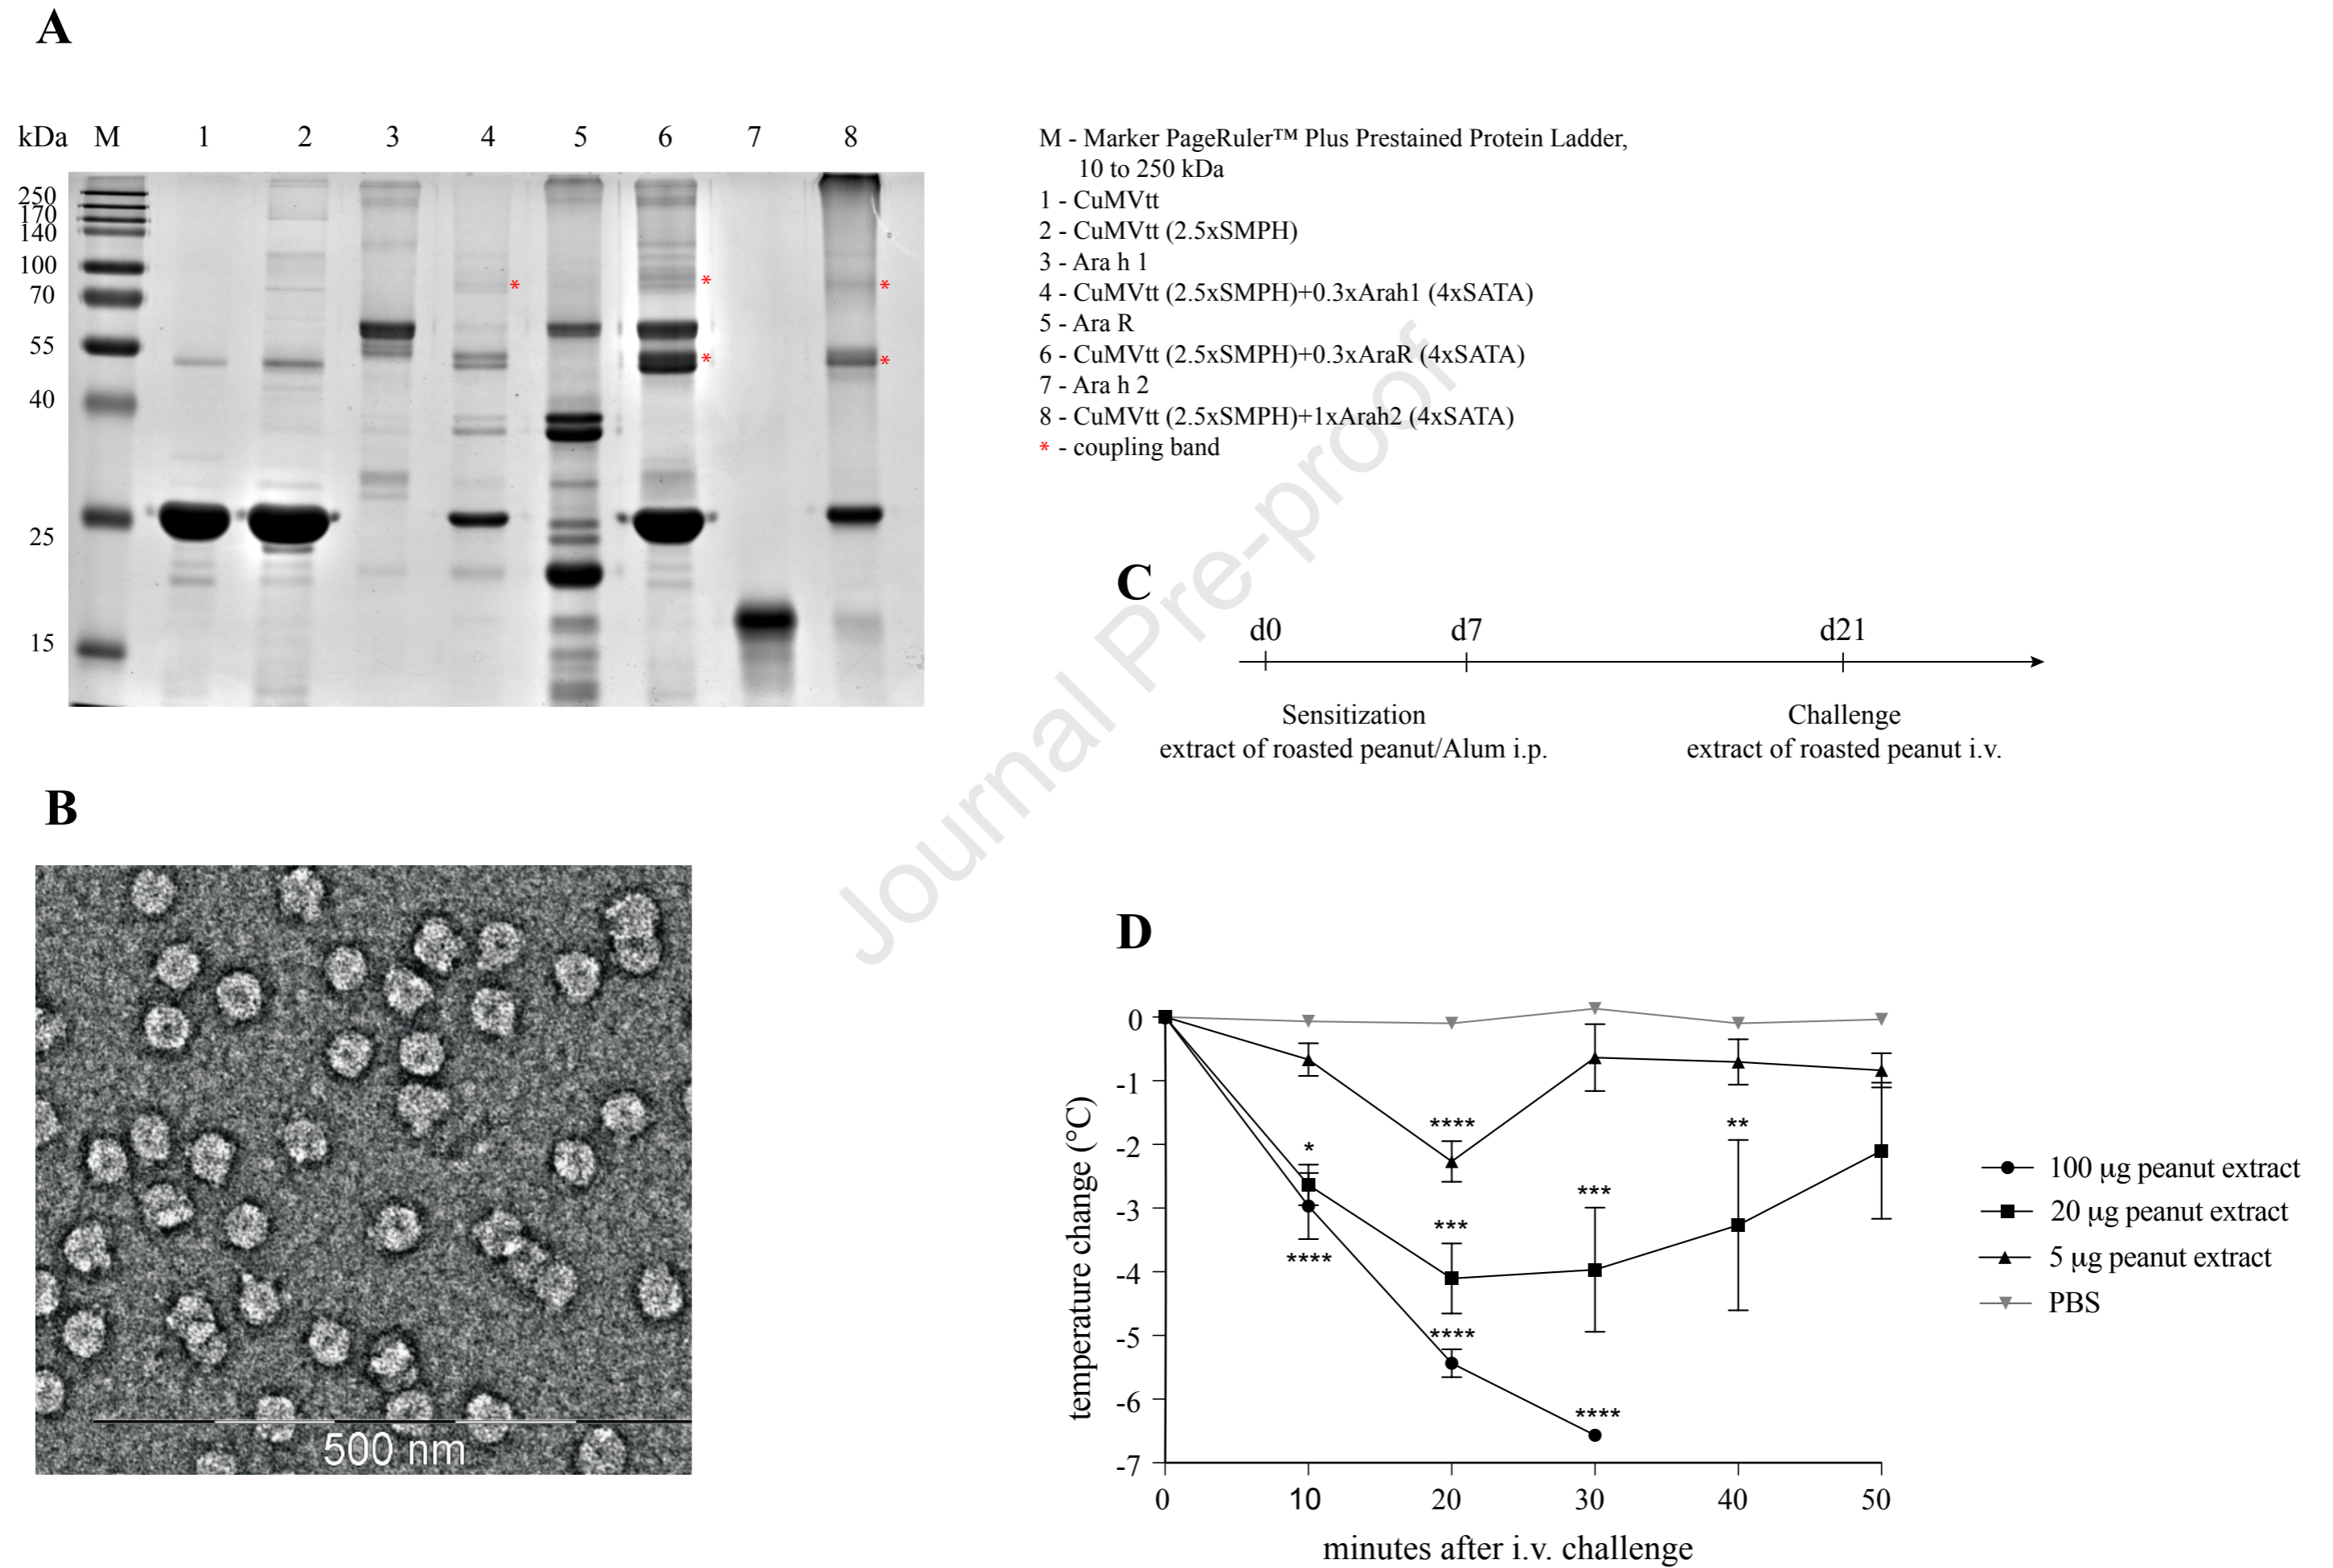 A
kDa M 1 2 3 4 5 6 7 8
250
170
140
100
70
55
40
25
15
*
*
*
*
*
M - Marker PageRuler™ Plus Prestained Protein Ladder,
10 to 250 kDa
1 - CuMVtt
2 - CuMVtt (2.5xSMPH)
3 - Ara h 1
4 - CuMVtt (2.5xSMPH)+0.3xArah1 (4xSATA)
5 - Ara R
6 - CuMVtt (2.5xSMPH)+0.3xAraR (4xSATA)
7 - Ara h 2
8 - CuMVtt (2.5xSMPH)+1xArah2 (4xSATA)
* - coupling band
Journal Pre-proof
B
500 nm
C
d0 d7 d21
Sensitization
extract of roasted peanut/Alum i.p.
Challenge
extract of roasted peanut i.v.
D
temperature change (°C)
0
-1
-2
-3
-4
-5
-6
-7
*
****
****
***
****
***
****
**
0 10 20 30 40 50
minutes after i.v. challenge
100 µg peanut extract
20 µg peanut extract
5 µg peanut extract
PBS